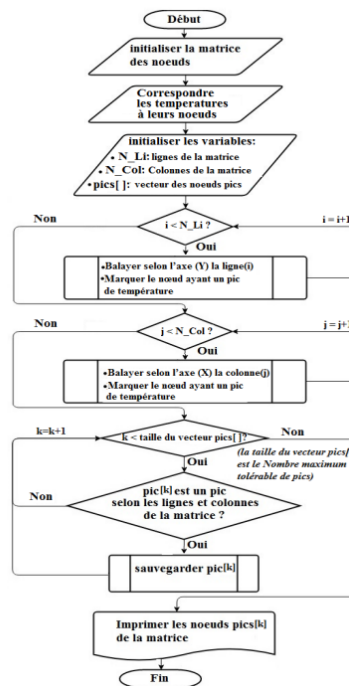 Début
initialiser la matrice
des noeuds
Correspondre
les temperatures
à leurs noeuds
initialiser les variables:
• N_Li: lignes de la matrice
• N_Col: Colonnes de la matrice
• pics[ ]: vecteur des noeuds pics
Non
i < N_Li ?
i = i+1
Oui
•Balayer selon l'axe (Y) la ligne(i)
•Marquer le nœud ayant un pic
de température
Non
j < N_Col ?
j = j+1
Oui
•Balayer selon l'axe (X) la colonne(j)
•Marquer le nœud ayant un pic
de température
k=k+1
k < taille du vecteur pics[ ]?
Non
(la taille du vecteur pics[
est le Nombre maximum
tolérable de pics)
Oui
pic[k] est un pic
selon les lignes et colonnes
de la matrice ?
Non
Oui
sauvegarder pic[k]
Imprimer les noeuds pics[k]
de la matrice
Fin